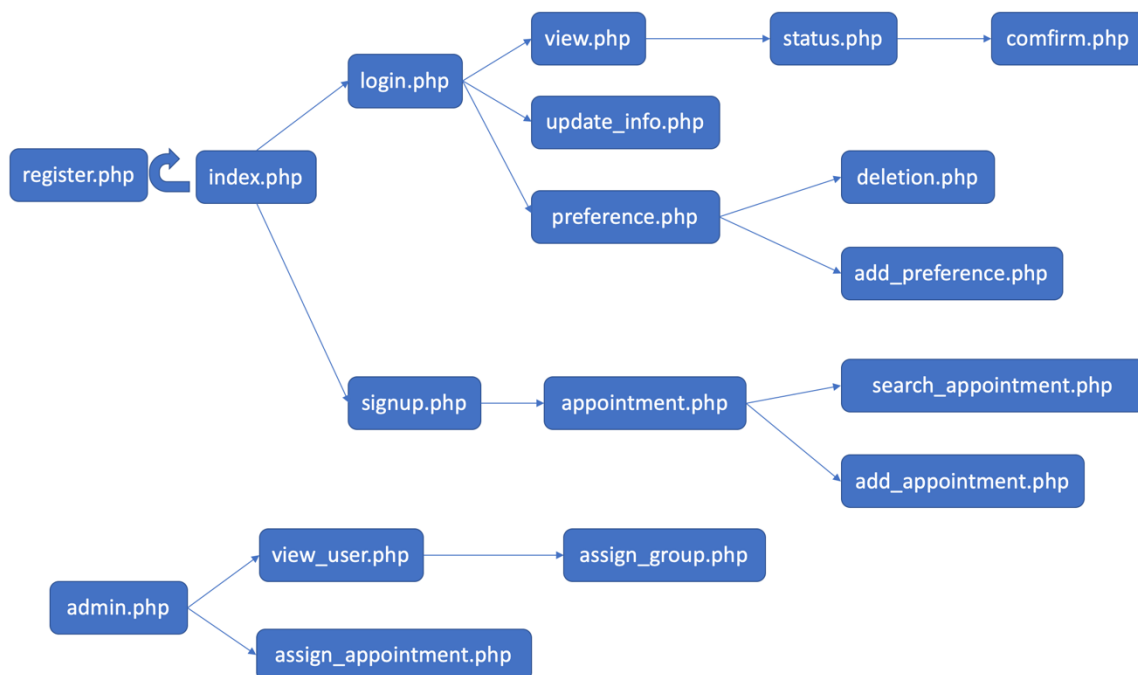 view.php
status.php
comfirm.php
login.php
update_info.php
register.php
index.php
deletion.php
preference.php
add_preference.php
search_appointment.php
signup.php
appointment.php
add_appointment.php
view_user.php
assign_group.php
admin.php
assign_appointment.php